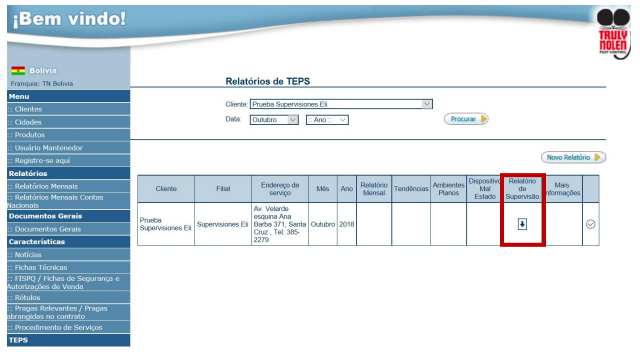 ¡Bem vindo!
TRULY
NOLEN
PEST CONTROL
Bolivia
Franquia: TN Bolivia
Menu
:: Clientes
:: Cidades
:: Produtos
:: Usuário Mantenedor
:: Registre-se aquí
Relatórios
:: Relatórios Mensais
:: Relatórios Mensais Contas
Nacionais
Documentos Gerais
:: Documentos Gerais
Características
:: Notícias
:: Fichas Técnicas
:: FISPQ / Fichas de Segurança e
Autorizações de Venda
:: Rótulos
:: Pragas Relevantes / Pragas
abrangidas no contrato
:: Procedimento de Serviços
TEPS
Relatórios de TEPS
Cliente: Prueba Supervisiones Eli
Data: Outubro :: Ano ::
Procurar
Novo Relatório
Cliente
Filial
Endereço de
serviço
Mês
Ano
Relatório
Mensal
Tendências
Ambientes
Planos
Dispositivo
Mal
Estado
Relatório
de
Supervisão
Mais
nformações
Prueba
Supervisiones Eli
Supervisiones Eli
Av. Velarde
esquina Ana
Barba 371, Santa
Cruz , Tel: 385-
2279
Outubro
2018